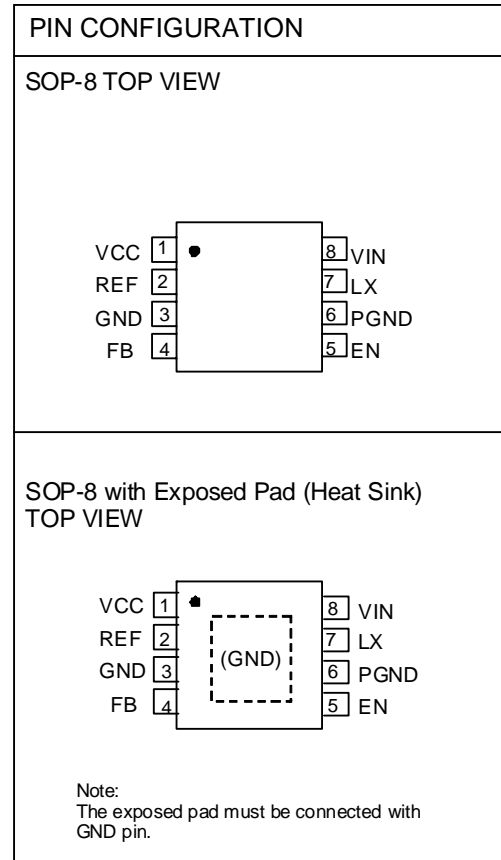 PIN CONFIGURATION
SOP-8 TOP VIEW
VCC 1 8 VIN
REF 2 7 LX
GND 3 6 PGND
FB 4 5 EN
SOP-8 with Exposed Pad (Heat Sink)
TOP VIEW
VCC 1 8 VIN
REF 2 (GND) 7 LX
GND 3 6 PGND
FB 4 5 EN
Note:
The exposed pad must be connected with
GND pin.